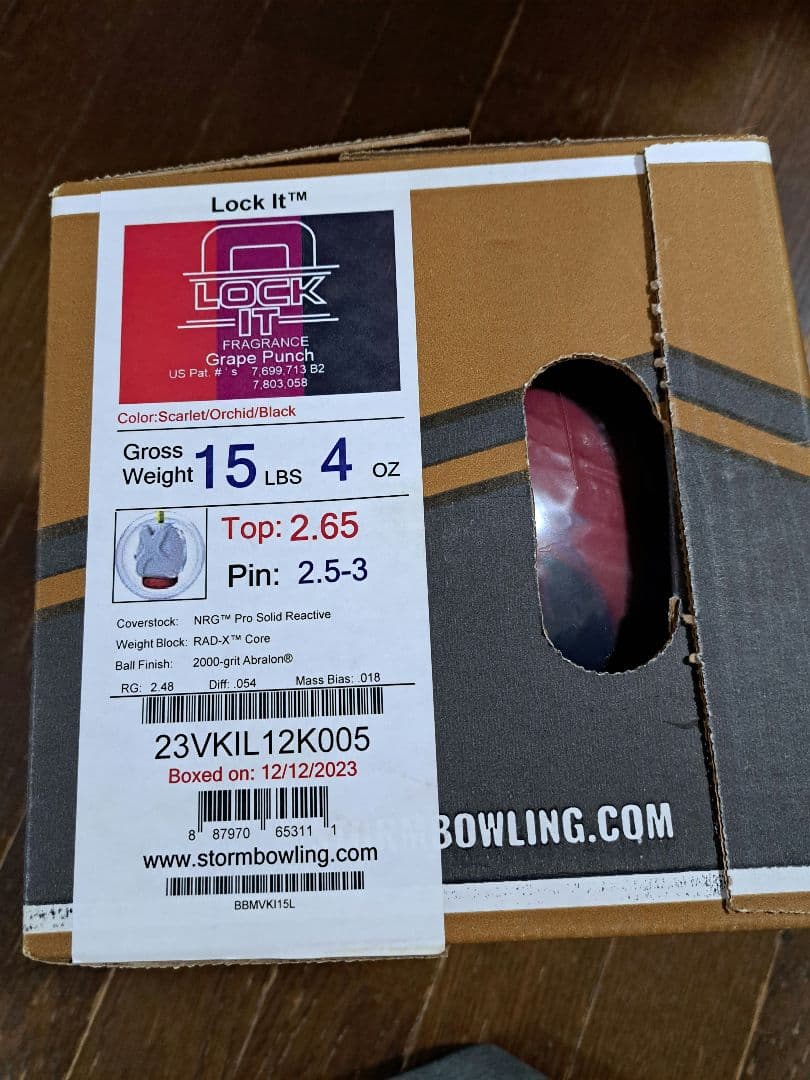 Lock It™
LOCK
IT
FRAGRANCE
Grape Punch
US Pat. # ' s 7,699,713 B2
7,803,058
Color:Scarlet/Orchid/Black
Gross
Weight 15 LBS 4 OZ
Top: 2.65
Pin: 2.5-3
Coverstock: NRG™ Pro Solid Reactive
Weight Block: RAD-X™ Core
Ball Finish: 2000-grit Abralon®
RG: 2.48 Diff: .054 Mass Bias: .018
23VKIL12K005
Boxed on: 12/12/2023
8 87970 65311 1
www.stormbowling.com
BBMVKI15L
STORMBOWLING.COM